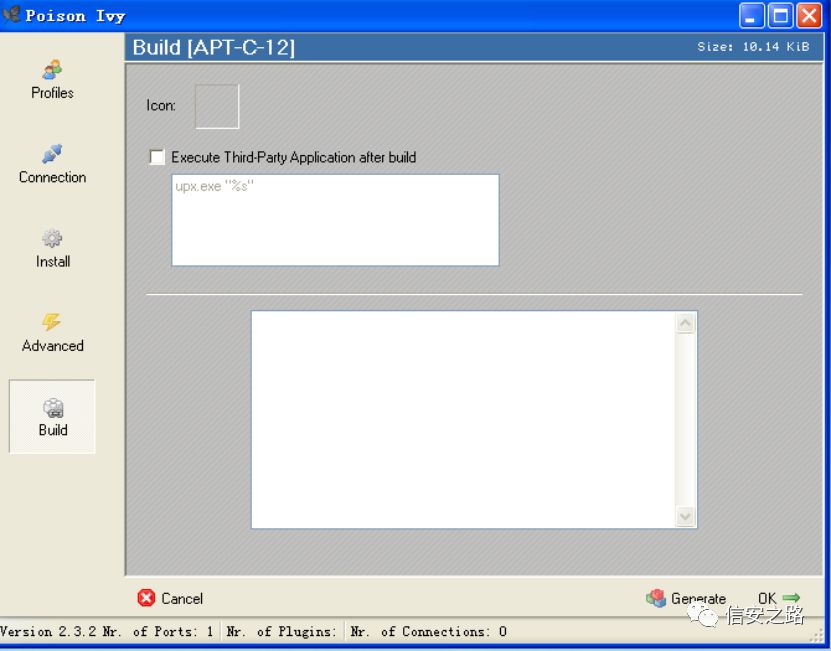 Poison Ivy
Build [APT-C-12]
Size: 10.14 KiB
Profiles
Connection
Install
Advanced
Build
Icon:
Execute Third-Party Application after build
upx.exe "%s"
Cancel
Generate
OK
信安之路
Version 2.3.2 Nr. of Ports: 1 Nr. of Plugins: Nr. of Connections: 0